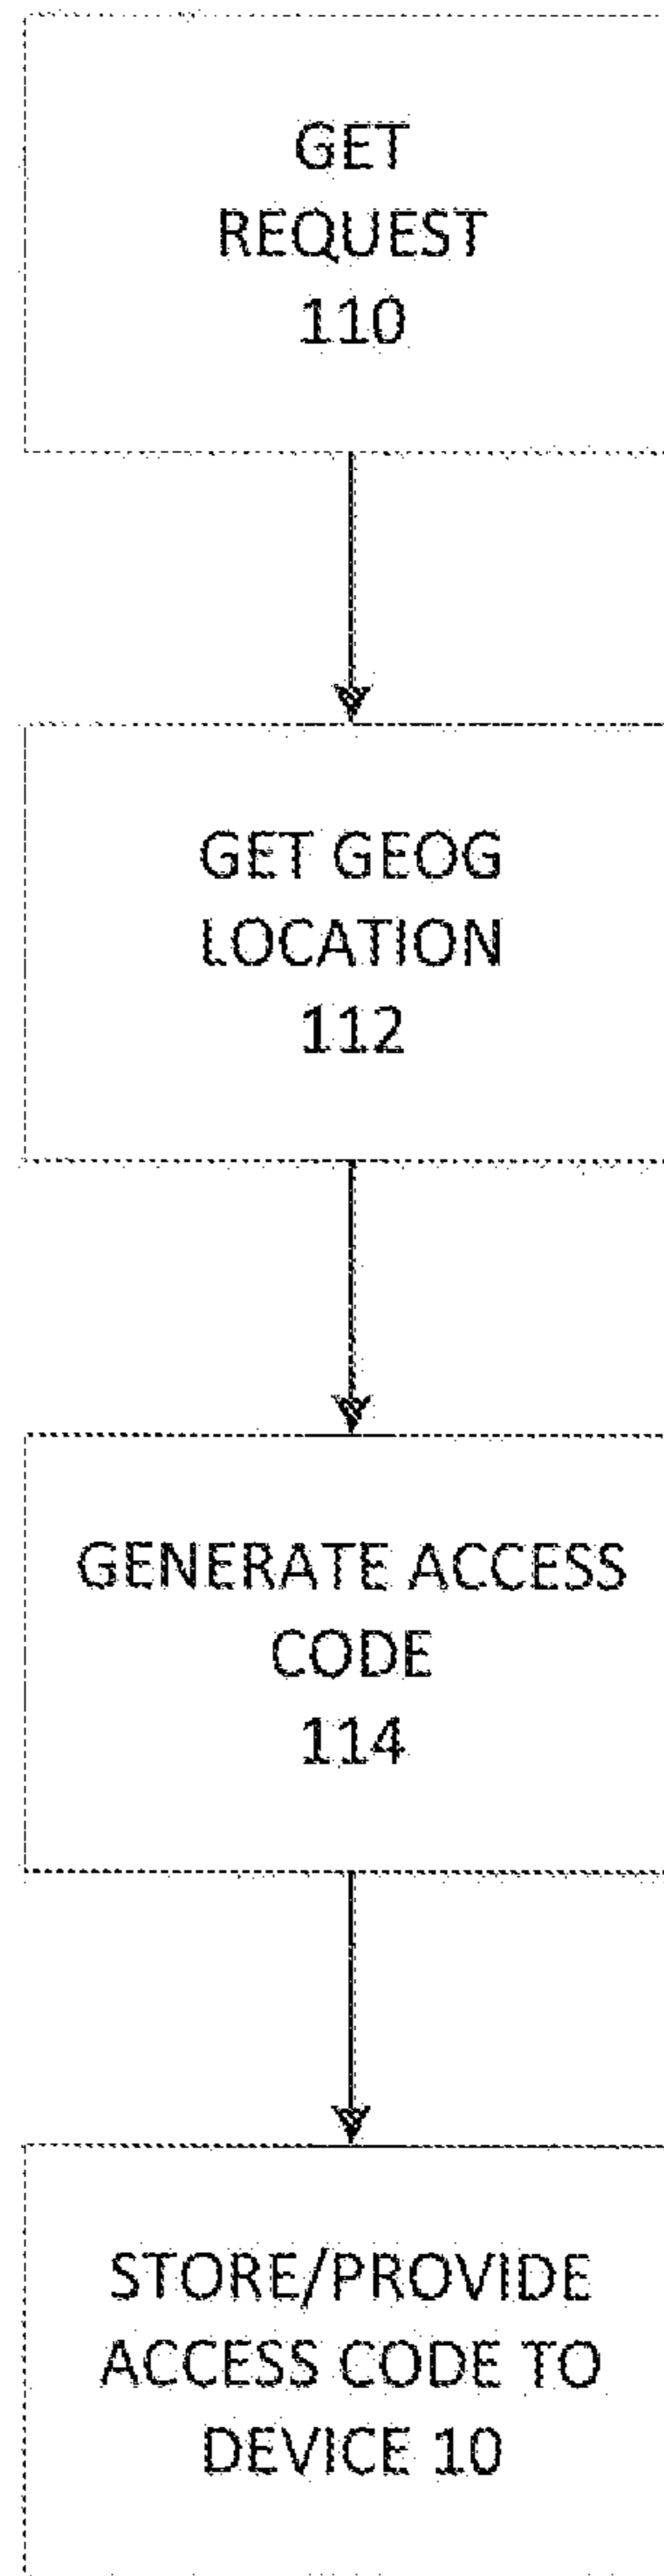 GET
REQUEST
110
GET GEOG
LOCATION
112
GENERATE ACCESS
CODE
114
STORE/PROVIDE
ACCESS CODE TO
DEVICE 10